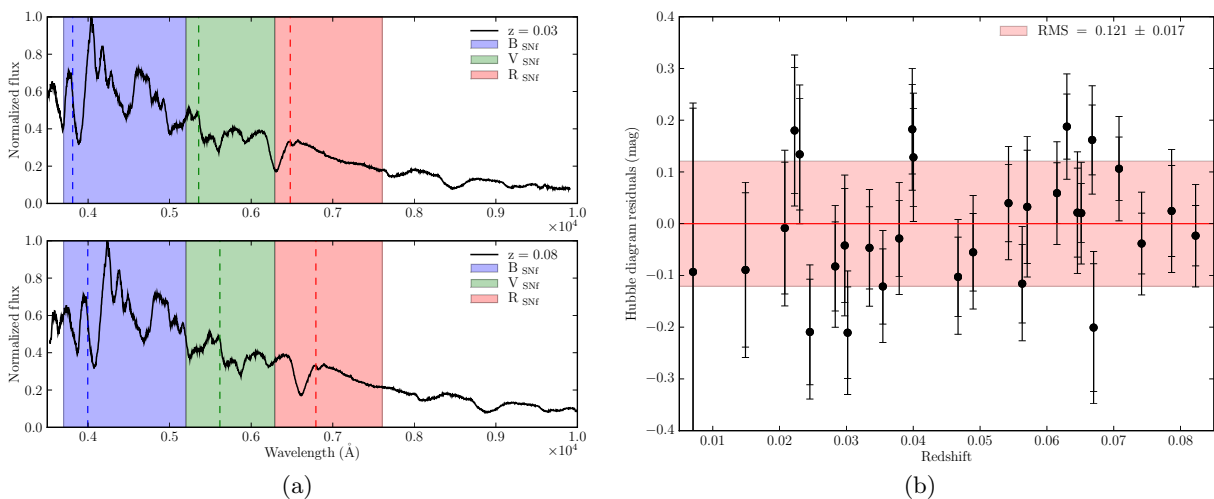 1.0
0.8
0.6
0.4
0.2
0.0
Normalized flux
z = 0.03
B SNf
V SNf
R SNf
0.4 0.5 0.6 0.7 0.8 0.9 1.0
×10⁴
1.0
0.8
0.6
0.4
0.2
0.0
Normalized flux
z = 0.08
B SNf
V SNf
R SNf
0.4 0.5 0.6 0.7 0.8 0.9 1.0
Wavelength (Å)
×10⁴
(a)
0.4
0.3
0.2
0.1
0.0
−0.1
−0.2
−0.3
−0.4
Hubble diagram residuals (mag)
RMS = 0.121 ± 0.017
0.01 0.02 0.03 0.04 0.05 0.06 0.07 0.08
Redshift
(b)